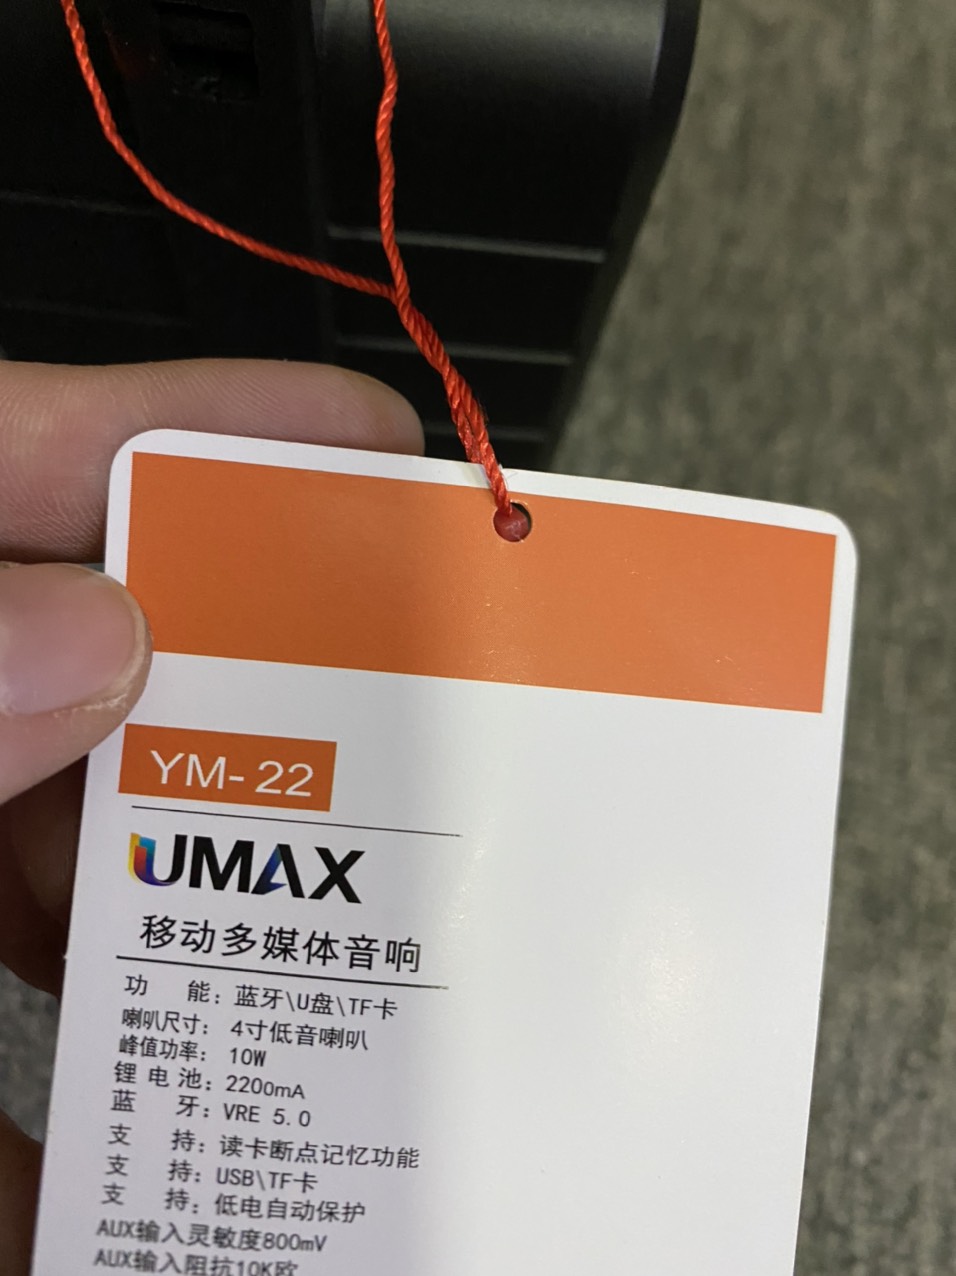 YM-22
UMAX
移动多媒体音响
功 能：蓝牙\U盘\TF卡
喇叭尺寸： 4寸低音喇叭
峰值功率： 10W
锂 电 池：2200mA
蓝 牙：VRE 5.0
支 持：读卡断点记忆功能
支 持：USB\TF卡
支 持：低电自动保护
AUX输入灵敏度800mV
AUX输入阻抗10K欧